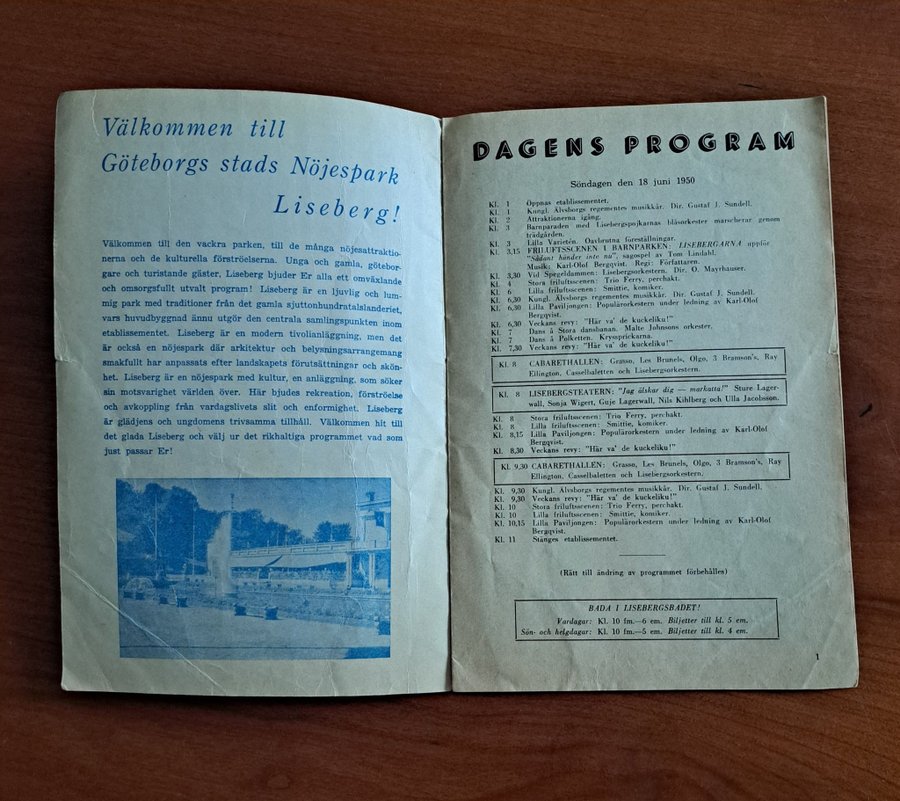 Välkommen till
Göteborgs stads Nöjespark
Liseberg!
Välkommen till den vackra parken, till de många nöjesattraktio-
nerna och de kulturella förströelserna. Unga och gamla, götebor-
gare och turistande gäster, Liseberg bjuder Er alla ett omväxlande
och omsorgsfullt utvalt program! Liseberg är en ljuvlig och lum-
mig park med traditioner från det gamla sjuttonhundratalslanderiet,
vars huvudbyggnad ännu utgör den centrala samlingspunkten inom
etablissementet. Liseberg är en modern tivolianläggning, men det
är också en nöjespark där arkitektur och belysningsarrangemang
smakfullt har anpassats efter landskapets förutsättningar och skön-
het. Liseberg är en nöjespark med kultur, en anläggning, som söker
sin motsvarighet världen över. Här bjudes rekreation, förströelse
och avkoppling från vardagslivets slit och enformighet. Liseberg
är glädjens och ungdomens trivsamma tillhåll. Välkommen hit till
det glada Liseberg och välj ur det rikhaltiga programmet vad som
just passar Er!
DAGENS PROGRAM
Söndagen den 18 juni 1950
Kl. 1 Öppnas etablissementet.
Kl. 1 Kungl. Älvsborgs regementes musikkår. Dir. Gustaf J. Sundell.
Kl. 2 Attraktionerna igång.
Kl. 3 Barnparaden med Lisebergspojkarnas blåsorkester marscherar genom
trädgården.
Kl. 3 Lilla Varietén. Oavbrutna föreställningar.
Kl. 3,15 FRILUFTSSCENEN I BARNPARKEN: LISEBERGARNA uppför
"Sådant händer inte nu", sagospel av Tom Lindahl.
Musik: Karl-Olof Bergqvist. Regi: Författaren.
Kl. 3,30 Vid Spegeldammen: Lisebergsorkestern. Dir. O. Mayrhauser.
Kl. 4 Stora friluftsscenen: Trio Ferry, perchakt.
Kl. 6 Lilla friluftsscenen: Smittie, komiker.
Kl. 6,30 Kungl. Älvsborgs regementes musikkår. Dir. Gustaf J. Sundell.
Kl. 6,30 Lilla Paviljongen: Populärorkestern under ledning av Karl-Olof
Bergqvist.
Kl. 6,30 Veckans revy: "Här va' de kuckeliku!"
Kl. 7 Dans å Stora dansbanan. Malte Johnsons orkester.
Kl. 7 Dans å Polketten. Kryssprickarna.
Kl. 7,30 Veckans revy: "Här va' de kuckeliku!"
Kl. 8 CABARETHALLEN: Grasso, Les Brunels, Olgo, 3 Bramson's, Ray
Ellington, Casselbaletten och Lisebergsorkestern.
Kl. 8 LISEBERGSTEATERN: "Jag älskar dig — markatta!" Sture Lager-
wall, Sonja Wigert, Guje Lagerwall, Nils Kihlberg och Ulla Jacobsson.
Kl. 8 Stora friluftsscenen: Trio Ferry, perchakt.
Kl. 8 Lilla friluftsscenen: Smittie, komiker.
Kl. 8,15 Lilla Paviljongen: Populärorkestern under ledning av Karl-Olof
Bergqvist.
Kl. 8,30 Veckans revy: "Här va' de kuckeliku!"
Kl. 9,30 CABARETHALLEN: Grasso, Les Brunels, Olgo, 3 Bramson's, Ray
Ellington, Casselbaletten och Lisebergsorkestern.
Kl. 9,30 Kungl. Älvsborgs regementes musikkår. Dir. Gustaf J. Sundell.
Kl. 9,30 Veckans revy: "Här va' de kuckeliku!"
Kl. 10 Stora friluftsscenen: Trio Ferry, perchakt.
Kl. 10 Lilla friluftsscenen: Smittie, komiker.
Kl. 10,15 Lilla Paviljongen: Populärorkestern under ledning av Karl-Olof
Bergqvist.
Kl. 11 Stänges etablissementet.
(Rätt till ändring av programmet förbehålles)
BADA I LISEBERGSBADET!
Vardagar: Kl. 10 fm.—6 em. Biljetter till kl. 5 em.
Sön- och helgdagar: Kl. 10 fm.—5 em. Biljetter till kl. 4 em.
1